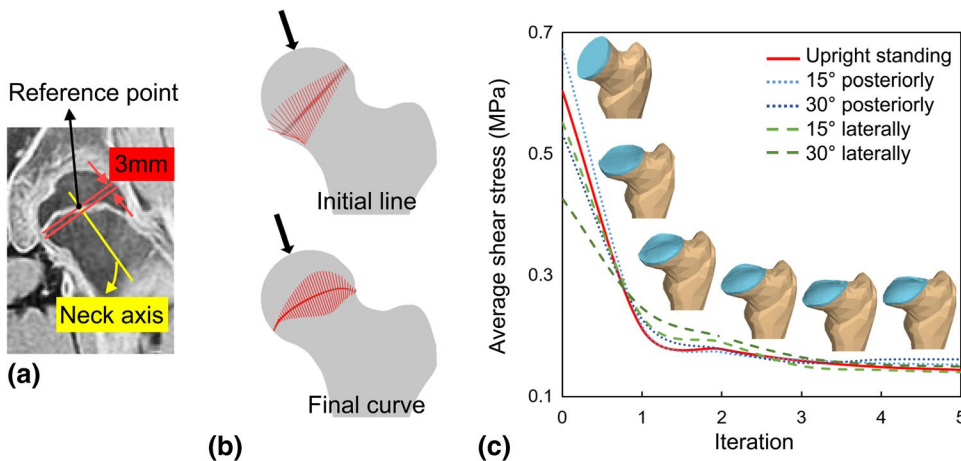 Reference point
3mm
Neck axis
(a)
Initial line
Final curve
(b)
Average shear stress (MPa)
0.7
0.5
0.3
0.1
Upright standing
15° posteriorly
30° posteriorly
15° laterally
30° laterally
0 1 2 3 4 5
Iteration
(c)